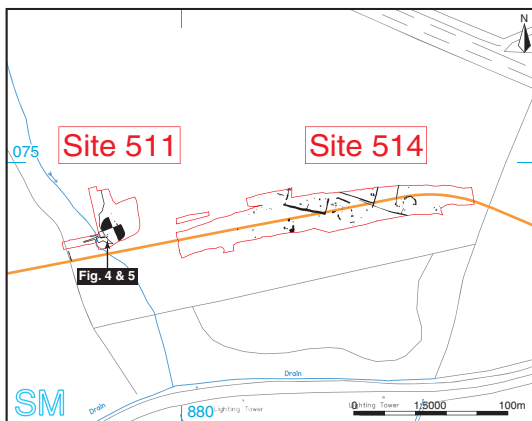 N
075
Site 511
Site 514
Fig. 4 & 5
Drain
SM
Drain
880
Lighting Tower
Lighting Tower
0
1:5000
100m